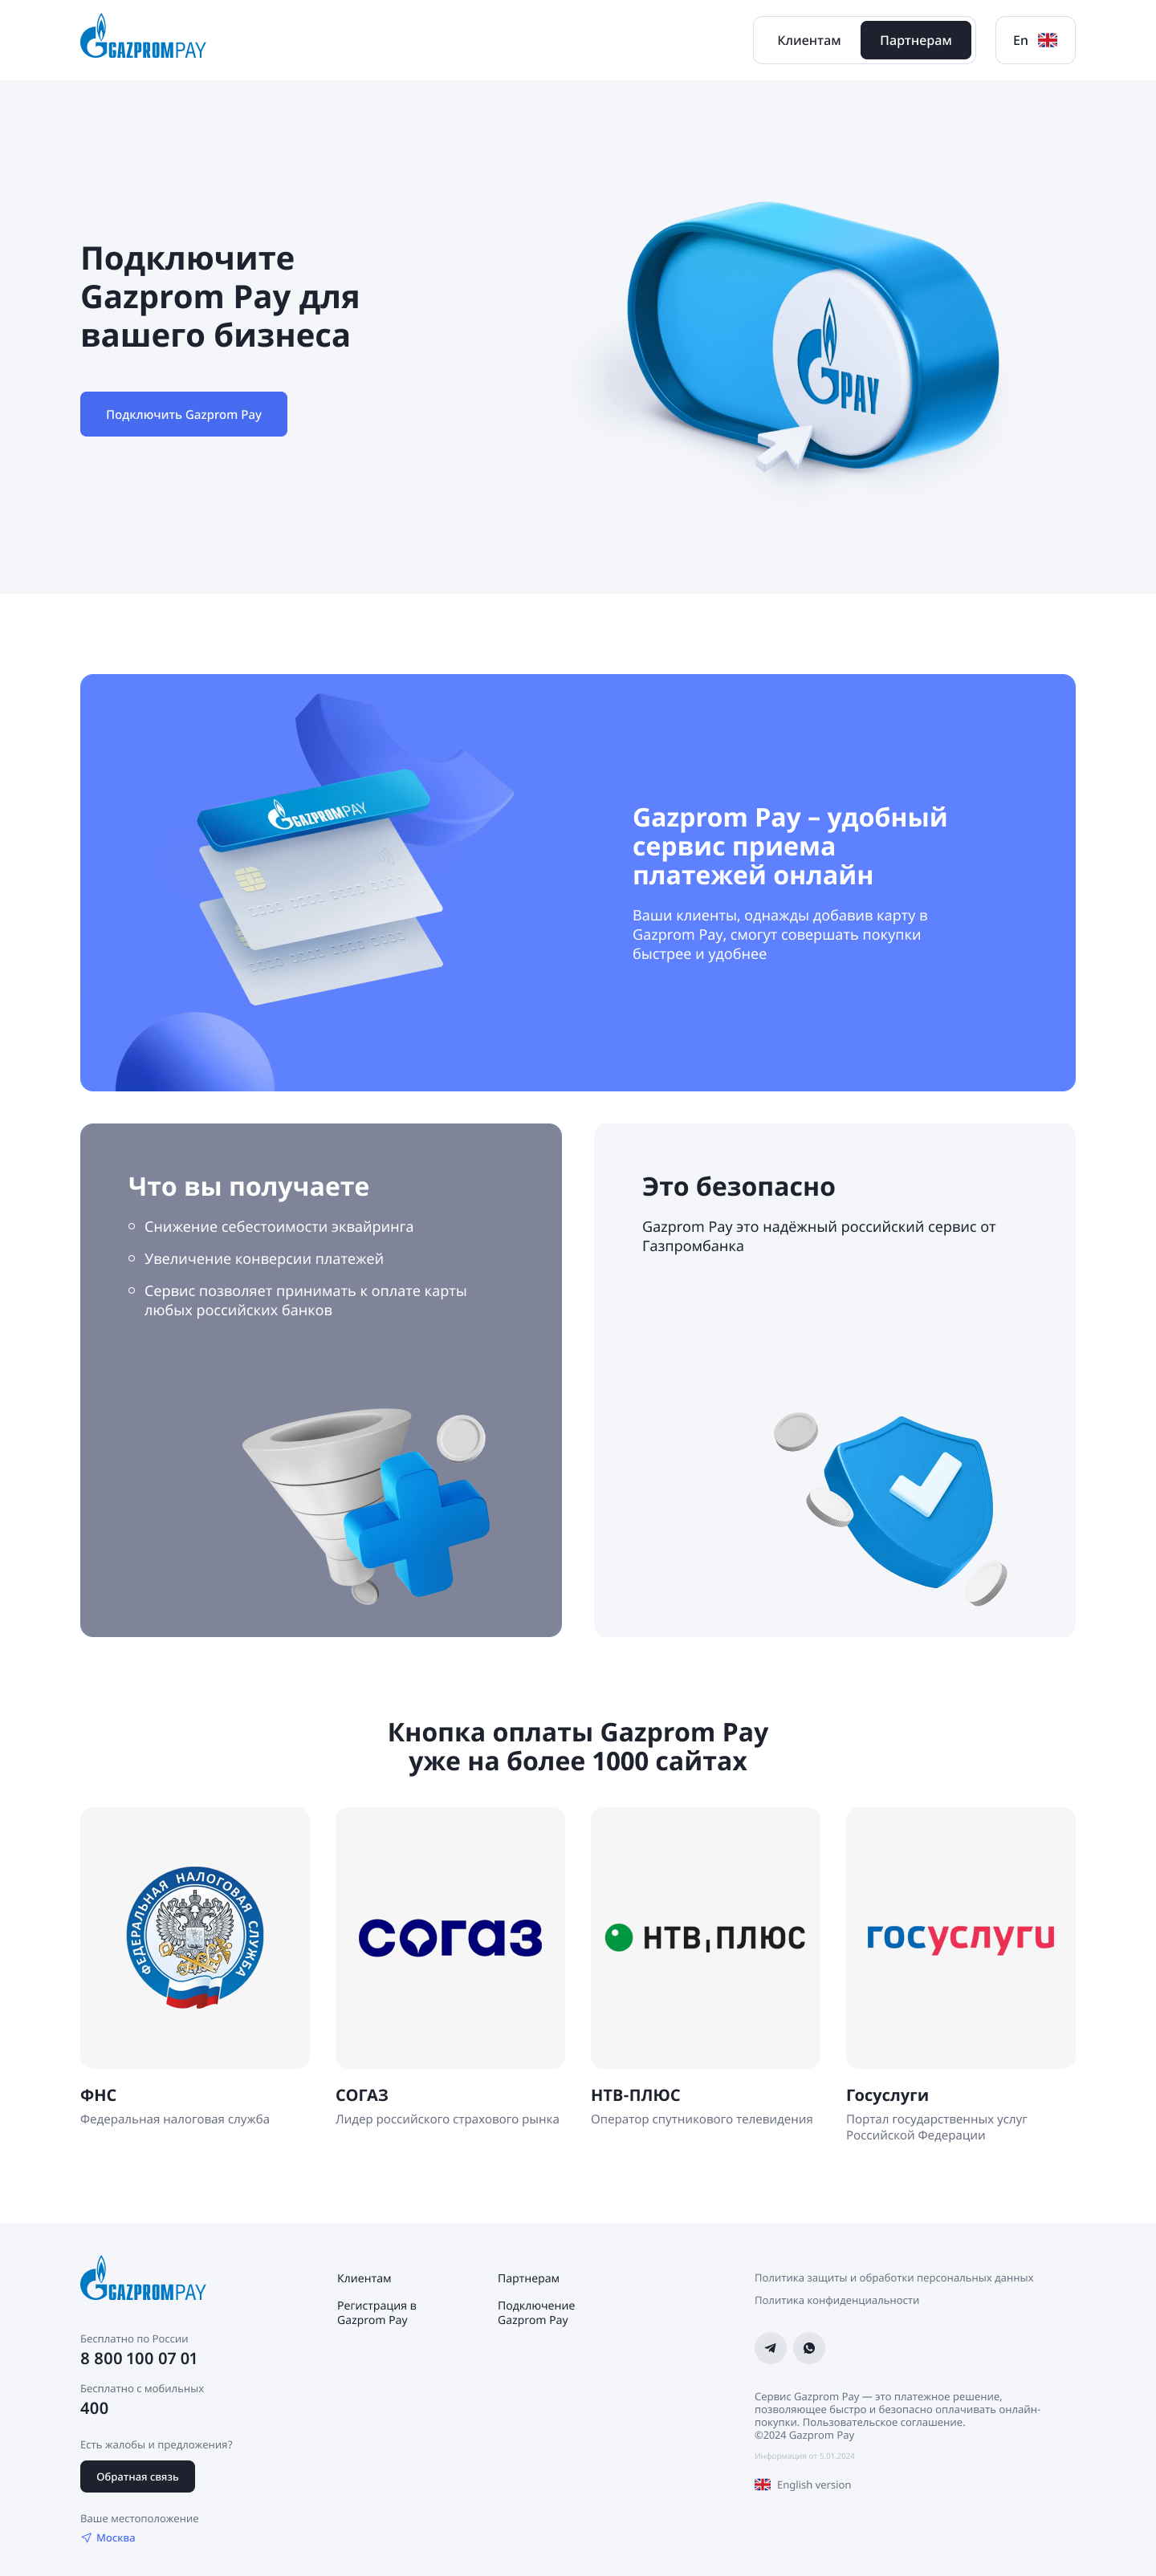 GAZPROMPAY
Клиентам
Партнерам
En
Подключите
Gazprom Pay для
вашего бизнеса
Подключить Gazprom Pay
GPAY
GAZPROMPAY
Gazprom Pay – удобный
сервис приема
платежей онлайн
Ваши клиенты, однажды добавив карту в
Gazprom Pay, смогут совершать покупки
быстрее и удобнее
Что вы получаете
Снижение себестоимости эквайринга
Увеличение конверсии платежей
Сервис позволяет принимать к оплате карты
любых российских банков
Это безопасно
Gazprom Pay это надёжный российский сервис от
Газпромбанка
Кнопка оплаты Gazprom Pay
уже на более 1000 сайтах
ФЕДЕРАЛЬНАЯ НАЛОГОВАЯ СЛУЖБА
согаз
НТВ ПЛЮС
госуслуги
ФНС
Федеральная налоговая служба
СОГАЗ
Лидер российского страхового рынка
НТВ-ПЛЮС
Оператор спутникового телевидения
Госуслуги
Портал государственных услуг
Российской Федерации
GAZPROMPAY
Бесплатно по России
8 800 100 07 01
Бесплатно с мобильных
400
Есть жалобы и предложения?
Обратная связь
Ваше местоположение
Москва
Клиентам
Регистрация в
Gazprom Pay
Партнерам
Подключение
Gazprom Pay
Политика защиты и обработки персональных данных
Политика конфиденциальности
Сервис Gazprom Pay — это платежное решение,
позволяющее быстро и безопасно оплачивать онлайн-
покупки. Пользовательское соглашение.
©2024 Gazprom Pay
Информация от 5.01.2024
English version